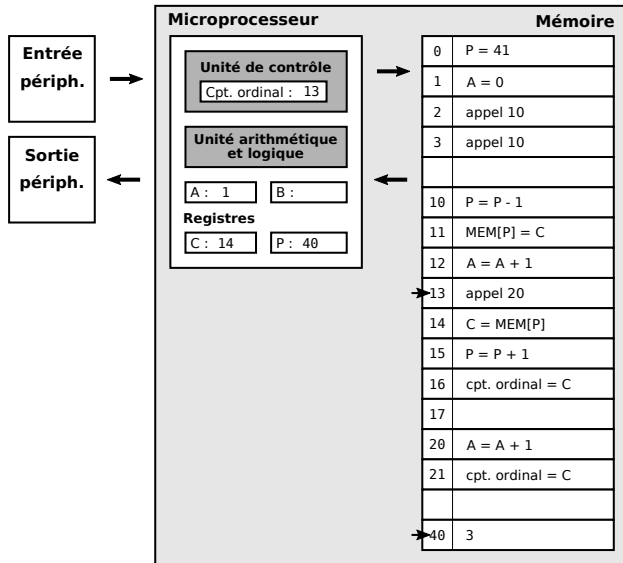 Microprocesseur
Mémoire
Entrée
périph.
Sortie
périph.
Unité de contrôle
Cpt. ordinal : 13
Unité arithmétique
et logique
A : 1
B :
Registres
C : 14
P : 40
0 P = 41
1 A = 0
2 appel 10
3 appel 10
10 P = P - 1
11 MEM[P] = C
12 A = A + 1
13 appel 20
14 C = MEM[P]
15 P = P + 1
16 cpt. ordinal = C
17
20 A = A + 1
21 cpt. ordinal = C
40 3